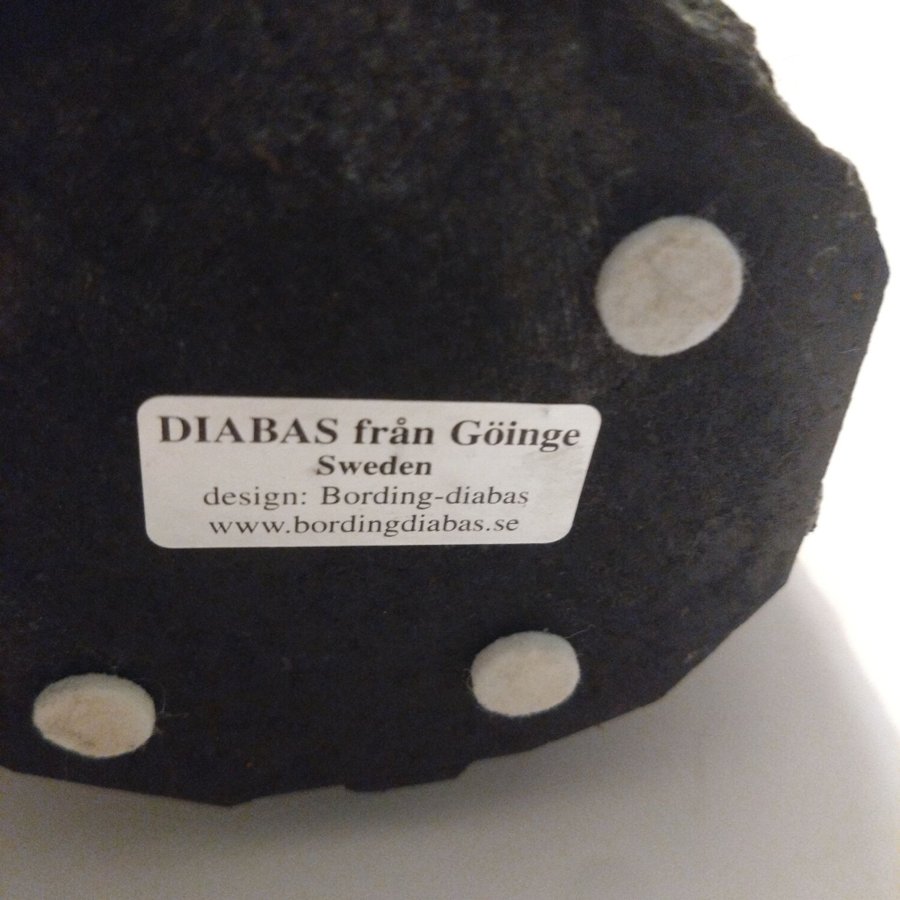 DIABAS från Göinge
Sweden
design: Bording-diabas
www.bordingdiabas.se